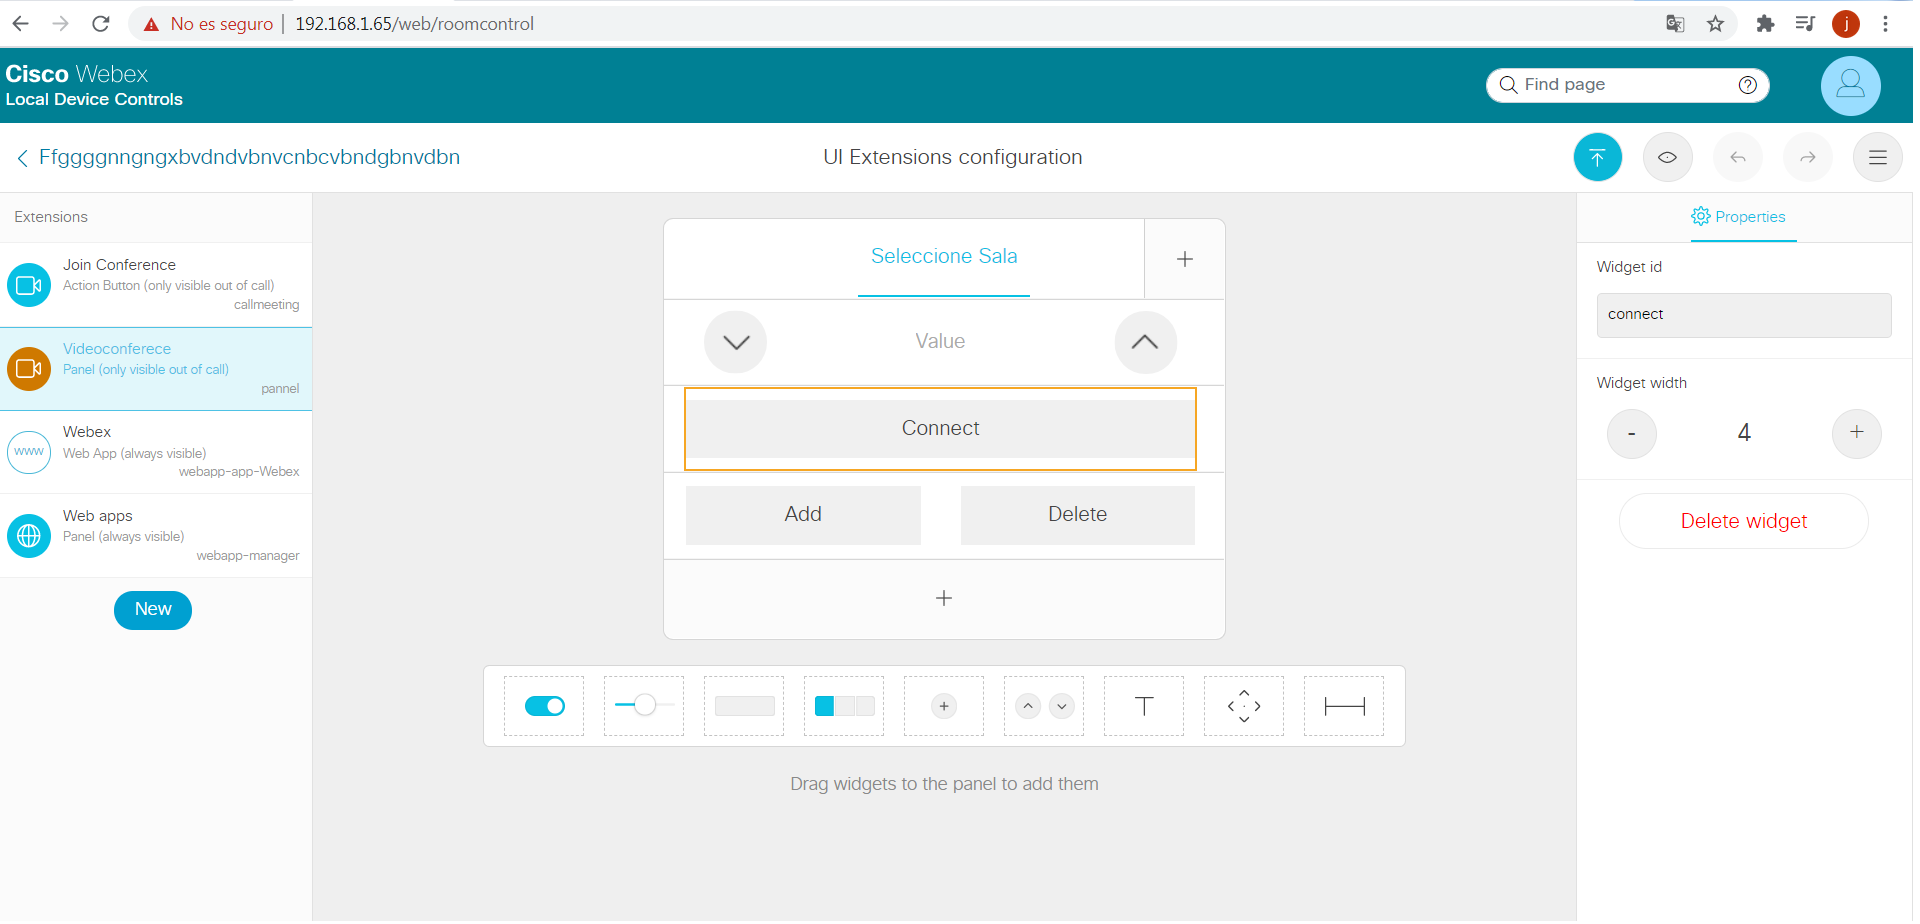 No es seguro | 192.168.1.65/web/roomcontrol
j
Cisco Webex
Local Device Controls
Find page
?
Ffggggnngngxbvdndvbnvcnbcvbndgbnvdbn
UI Extensions configuration
Extensions
Join Conference
Action Button (only visible out of call)
callmeeting
Videoconferece
Panel (only visible out of call)
pannel
www
Webex
Web App (always visible)
webapp-app-Webex
Web apps
Panel (always visible)
webapp-manager
New
Seleccione Sala
+
Value
Connect
Add
Delete
+
+
T
Drag widgets to the panel to add them
Properties
Widget id
connect
Widget width
- 4 +
Delete widget